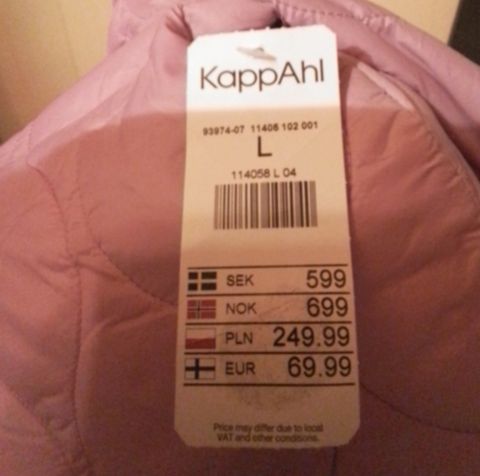 KappAhl
93974-07 11406 102 001
L
114058 L 04
SEK 599
NOK 699
PLN 249.99
EUR 69.99
Price may differ due to local
VAT and other conditions.